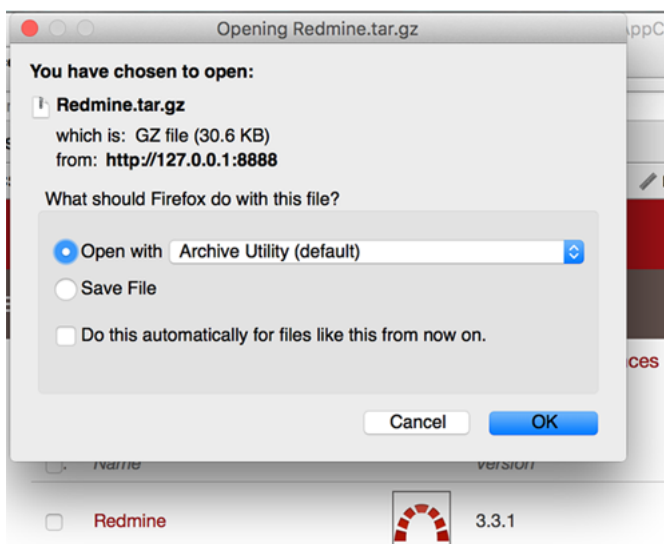 Opening Redmine.tar.gz
AppC
You have chosen to open:
Redmine.tar.gz
which is: GZ file (30.6 KB)
from: http://127.0.0.1:8888
What should Firefox do with this file?
Open with Archive Utility (default)
Save File
Do this automatically for files like this from now on.
ces
Cancel OK
Name version
Redmine 3.3.1